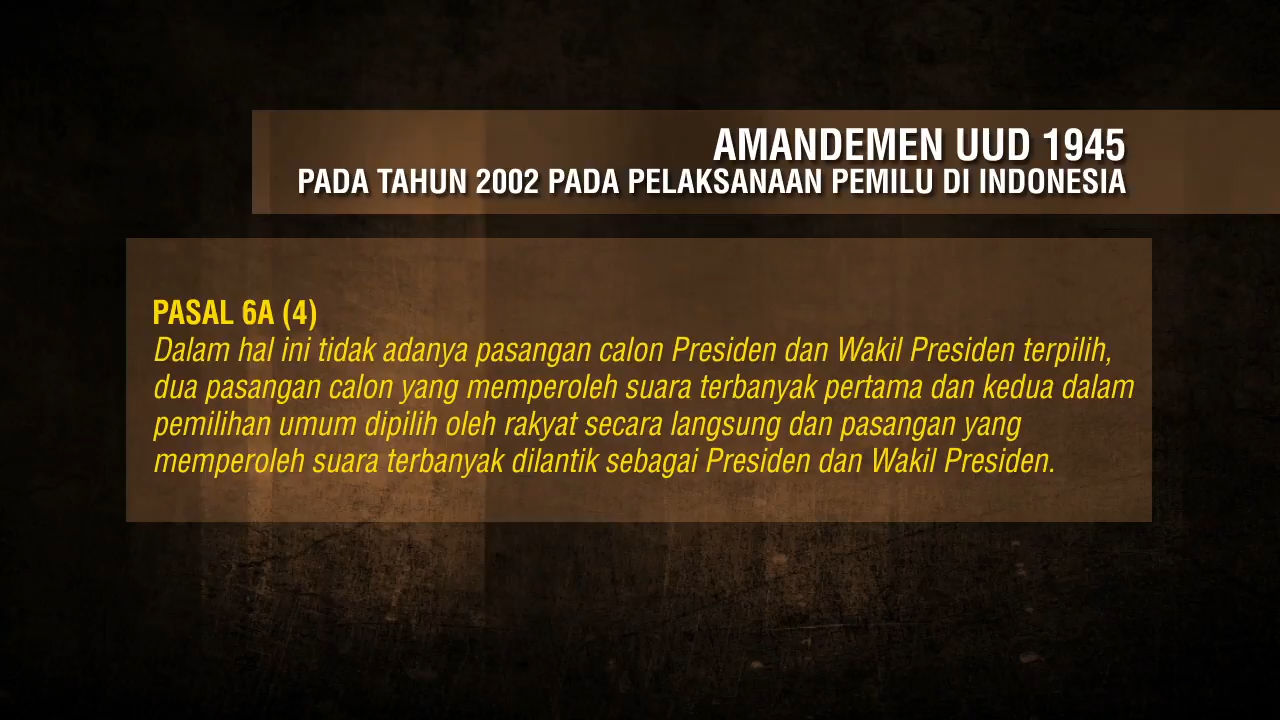 AMANDEMEN UUD 1945
PADA TAHUN 2002 PADA PELAKSANAAN PEMILU DI INDONESIA
PASAL 6A (4)
Dalam hal ini tidak adanya pasangan calon Presiden dan Wakil Presiden terpilih,
dua pasangan calon yang memperoleh suara terbanyak pertama dan kedua dalam
pemilihan umum dipilih oleh rakyat secara langsung dan pasangan yang
memperoleh suara terbanyak dilantik sebagai Presiden dan Wakil Presiden.